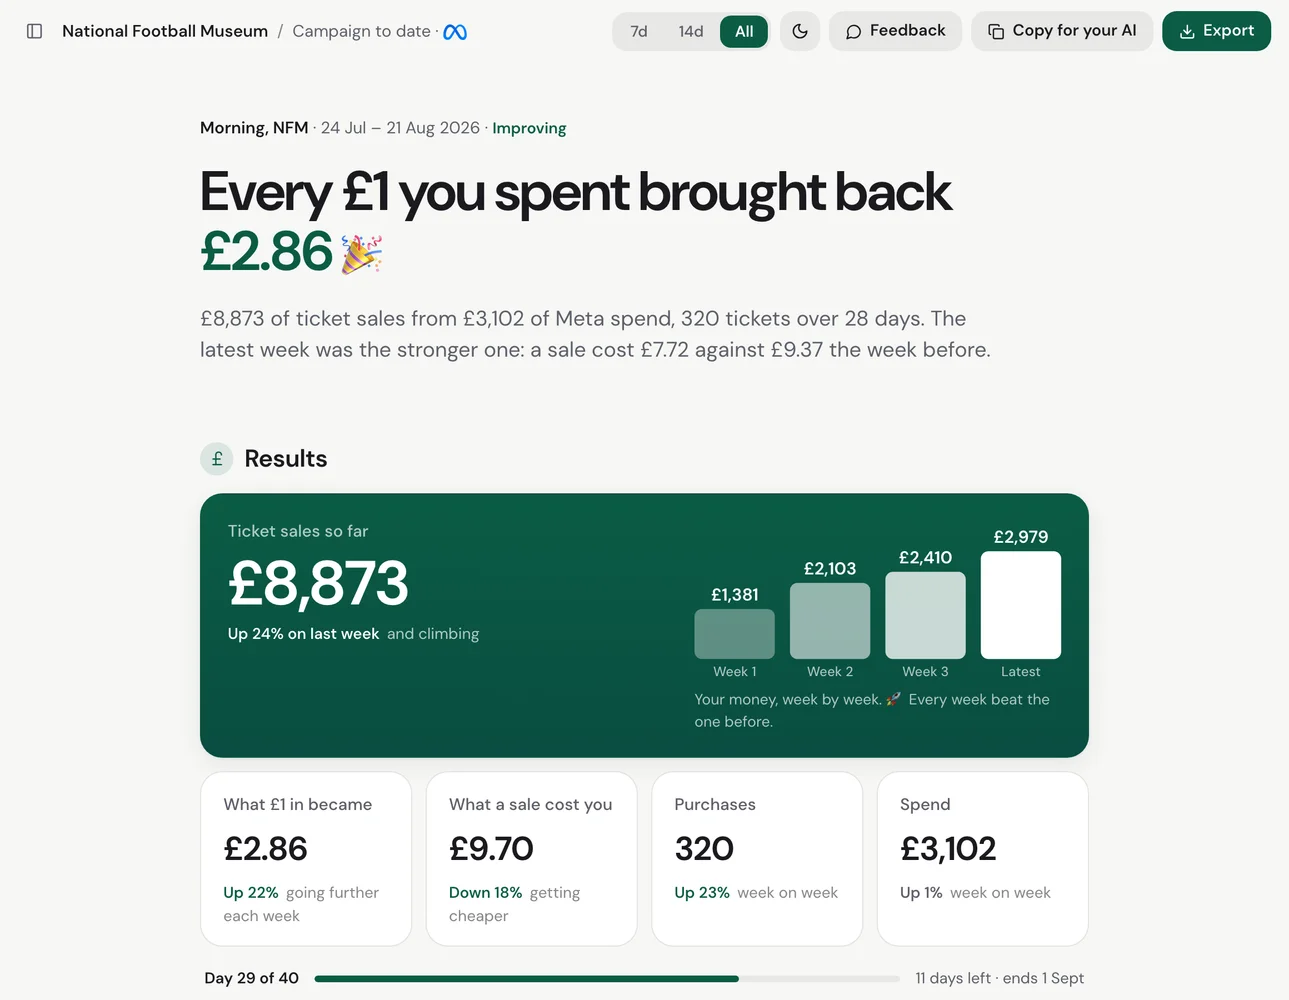 National Football Museum / Campaign to date ·
7d 14d All Feedback Copy for your AI Export
Morning, NFM · 24 Jul – 21 Aug 2026 · Improving
Every £1 you spent brought back
£2.86
£8,873 of ticket sales from £3,102 of Meta spend, 320 tickets over 28 days. The
latest week was the stronger one: a sale cost £7.72 against £9.37 the week before.
£ Results
Ticket sales so far
£8,873
Up 24% on last week and climbing
£1,381
£2,103
£2,410
£2,979
Week 1
Week 2
Week 3
Latest
Your money, week by week. 🚀 Every week beat the
one before.
What £1 in became
£2.86
Up 22% going further
each week
What a sale cost you
£9.70
Down 18% getting
cheaper
Purchases
320
Up 23% week on week
Spend
£3,102
Up 1% week on week
Day 29 of 40
11 days left · ends 1 Sept